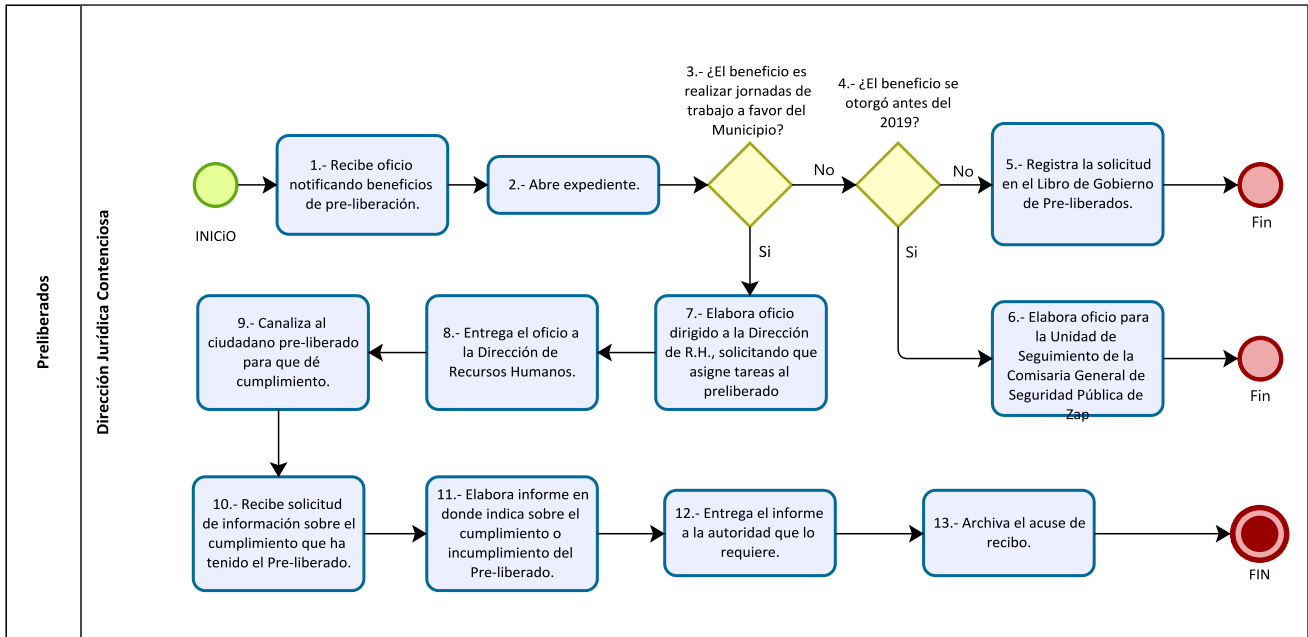 Preliberados
Dirección Jurídica Contenciosa
INICiO
1.- Recibe oficio
notificando beneficios
de pre-liberación.
2.- Abre expediente.
3.- ¿El beneficio es
realizar jornadas de
trabajo a favor del
Municipio?
No
Si
4.- ¿El beneficio se
otorgó antes del
2019?
No
Si
5.- Registra la solicitud
en el Libro de Gobierno
de Pre-liberados.
Fin
6.- Elabora oficio para
la Unidad de
Seguimiento de la
Comisaria General de
Seguridad Pública de
Zap
Fin
7.- Elabora oficio
dirigido a la Dirección
de R.H., solicitando que
asigne tareas al
preliberado
8.- Entrega el oficio a
la Dirección de
Recursos Humanos.
9.- Canaliza al
ciudadano pre-liberado
para que dé
cumplimiento.
10.- Recibe solicitud
de información sobre el
cumplimiento que ha
tenido el Pre-liberado.
11.- Elabora informe en
donde indica sobre el
cumplimiento o
incumplimiento del
Pre-liberado.
12.- Entrega el informe
a la autoridad que lo
requiere.
13.- Archiva el acuse de
recibo.
FIN